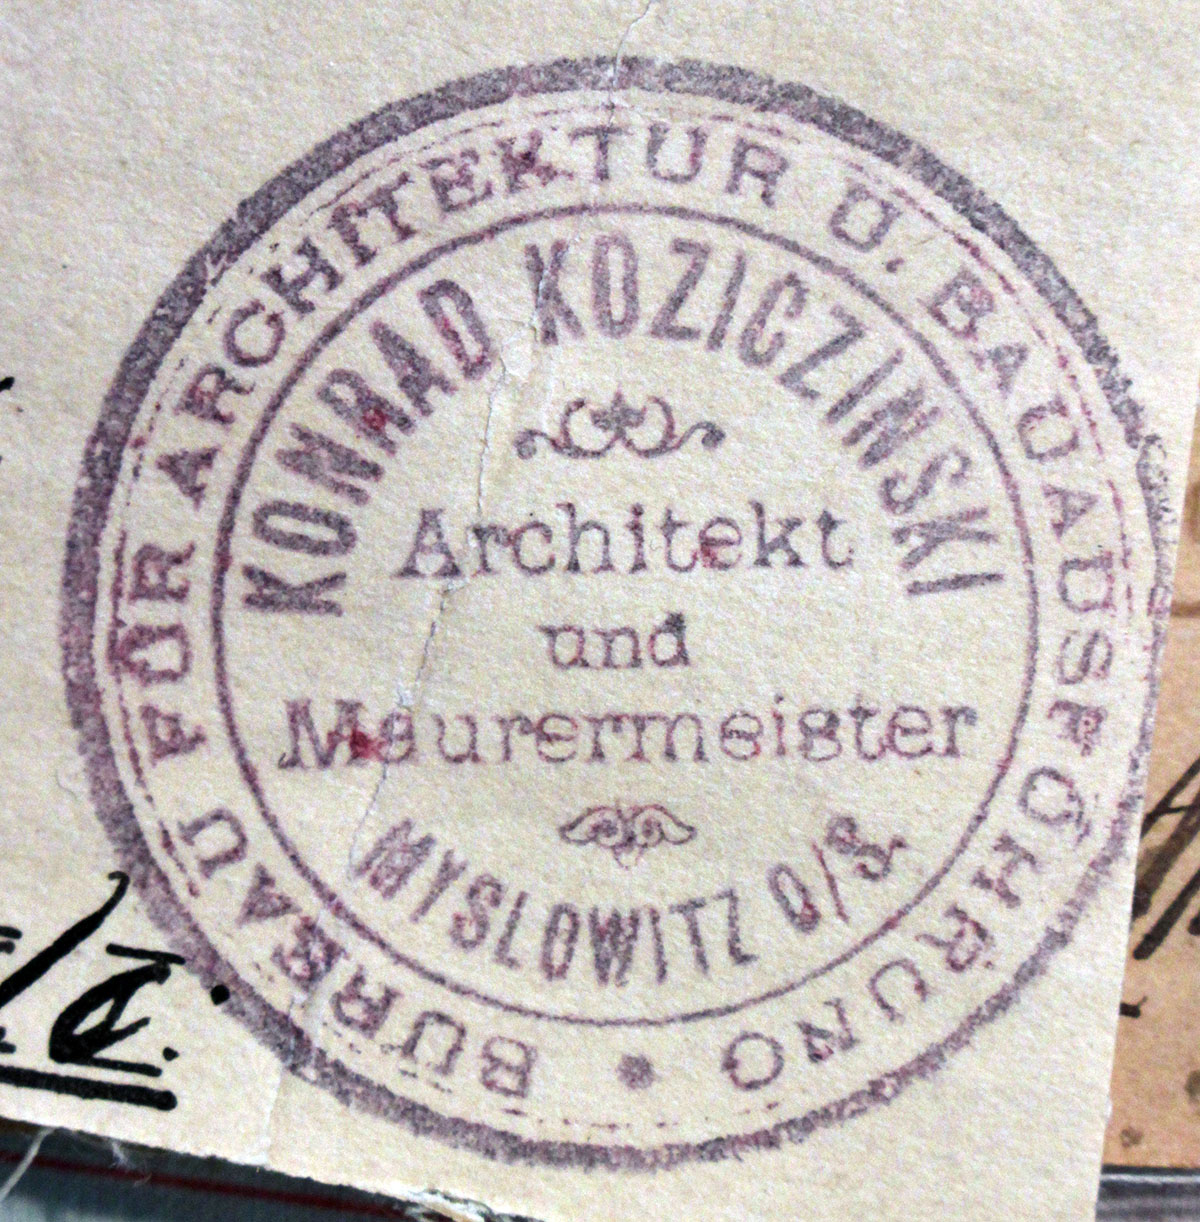 BUREAU FÜR ARCHITEKTUR U. BAUAUSFÜHRUNG
KONRAD KOZICZINSKI
Architekt
und
Maurermeister
MYSLOWITZ O/S.